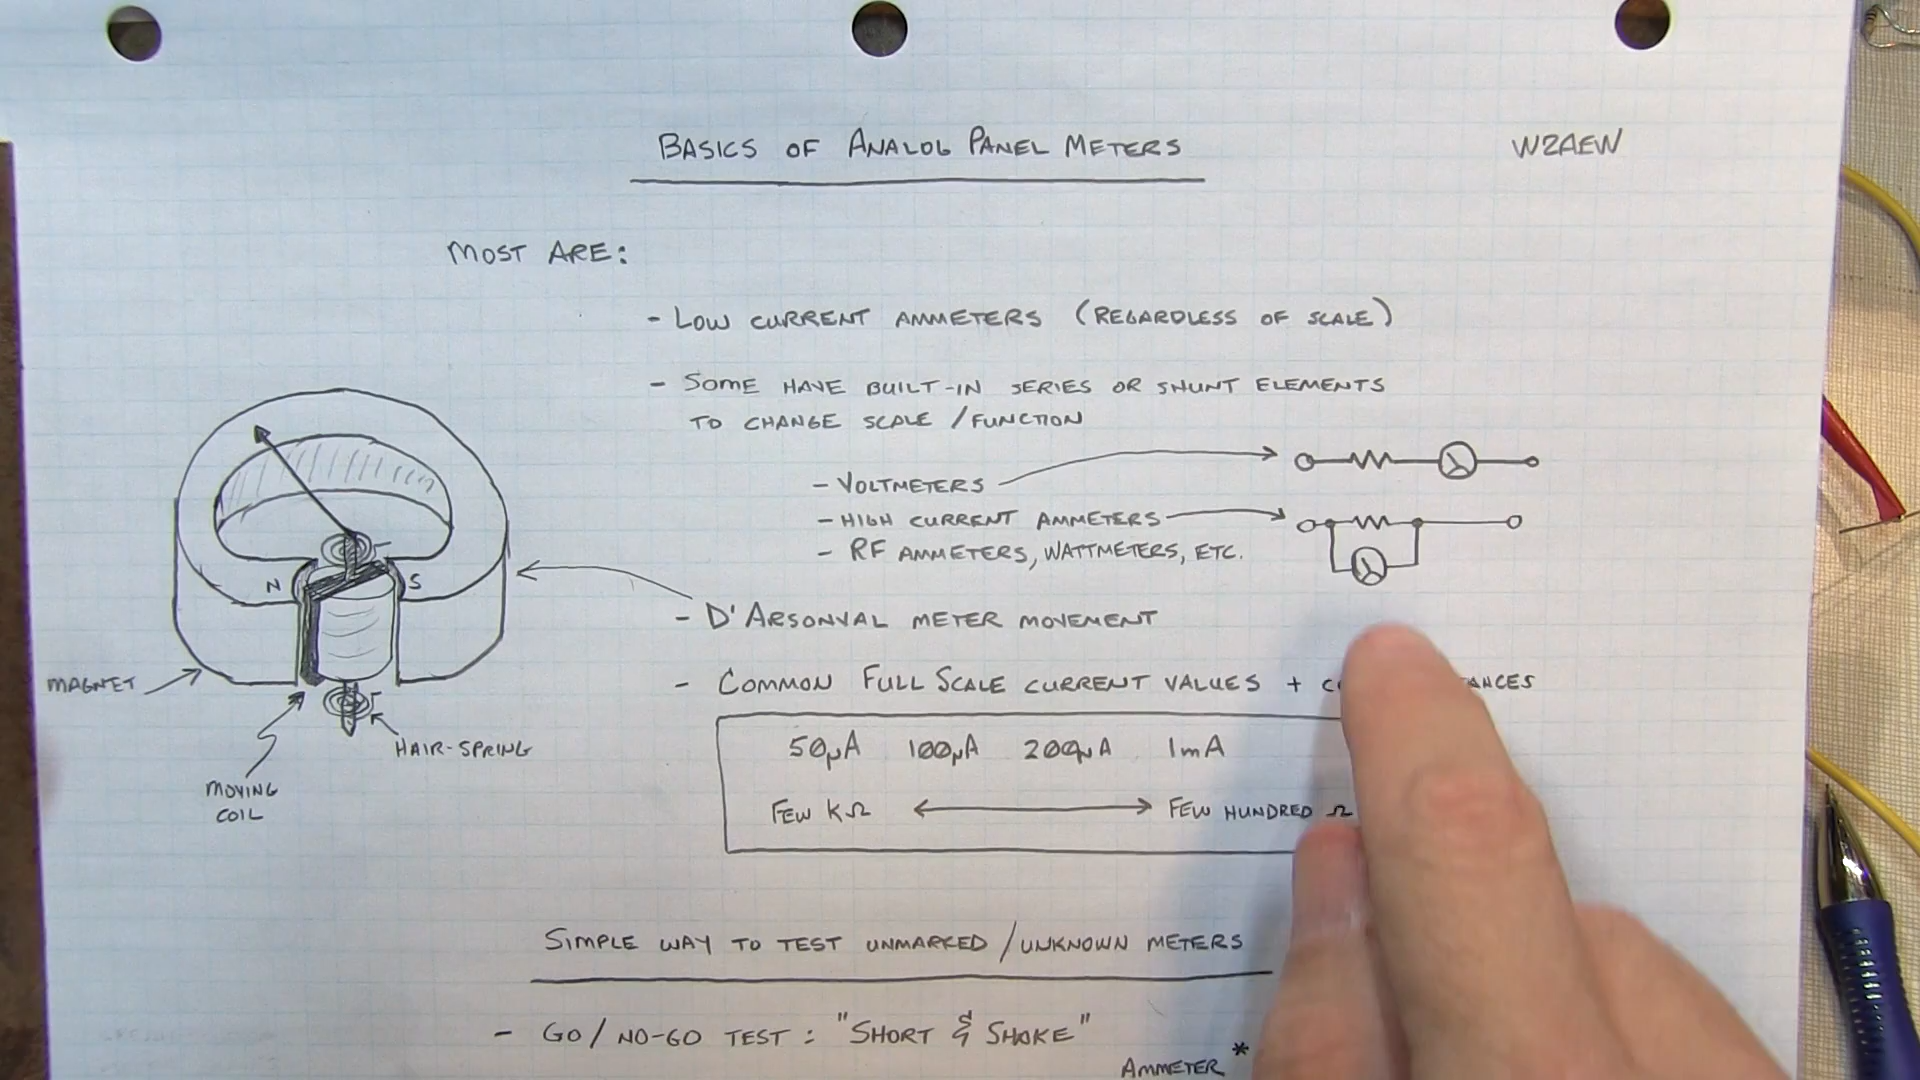 BASICS OF ANALOG PANEL METERS
W2AEW
MOST ARE:
- LOW CURRENT AMMETERS (REGARDLESS OF SCALE)
- SOME HAVE BUILT-IN SERIES OR SHUNT ELEMENTS
TO CHANGE SCALE / FUNCTION
- VOLTMETERS
- HIGH CURRENT AMMETERS
- RF AMMETERS, WATTMETERS, ETC.
N S
- D'ARSONVAL METER MOVEMENT
MAGNET
- COMMON FULL SCALE CURRENT VALUES +
HAIR-SPRING
MOVING
COIL
50µA 100µA 200µA 1mA
FEW KΩ FEW HUNDRED Ω
SIMPLE WAY TO TEST UNMARKED / UNKNOWN METERS
- GO / NO-GO TEST : "SHORT & SHAKE"
AMMETER *